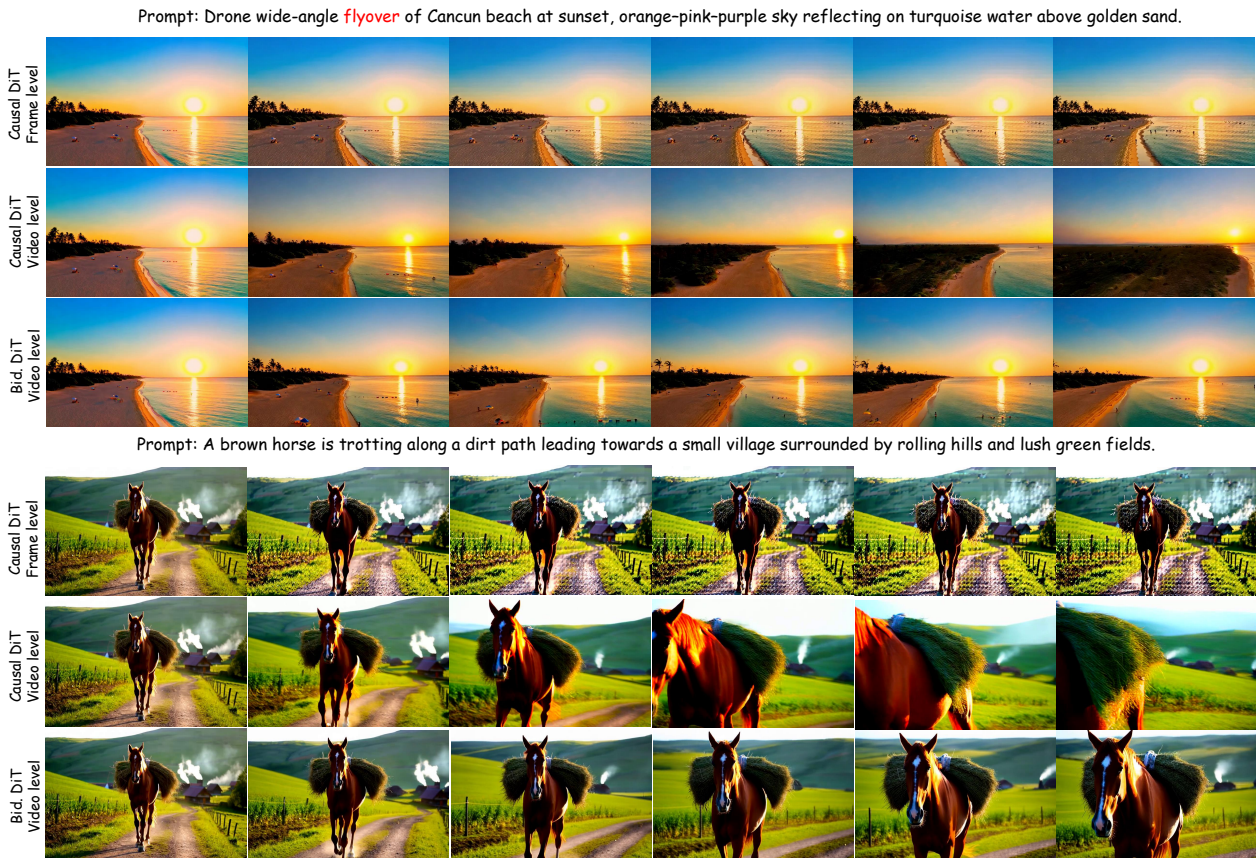 Prompt: Drone wide-angle flyover of Cancun beach at sunset, orange–pink–purple sky reflecting on turquoise water above golden sand.
Causal DiT
Frame level
Causal DiT
Video level
Bid. DiT
Video level
Prompt: A brown horse is trotting along a dirt path leading towards a small village surrounded by rolling hills and lush green fields.
Causal DiT
Frame level
Causal DiT
Video level
Bid. DiT
Video level